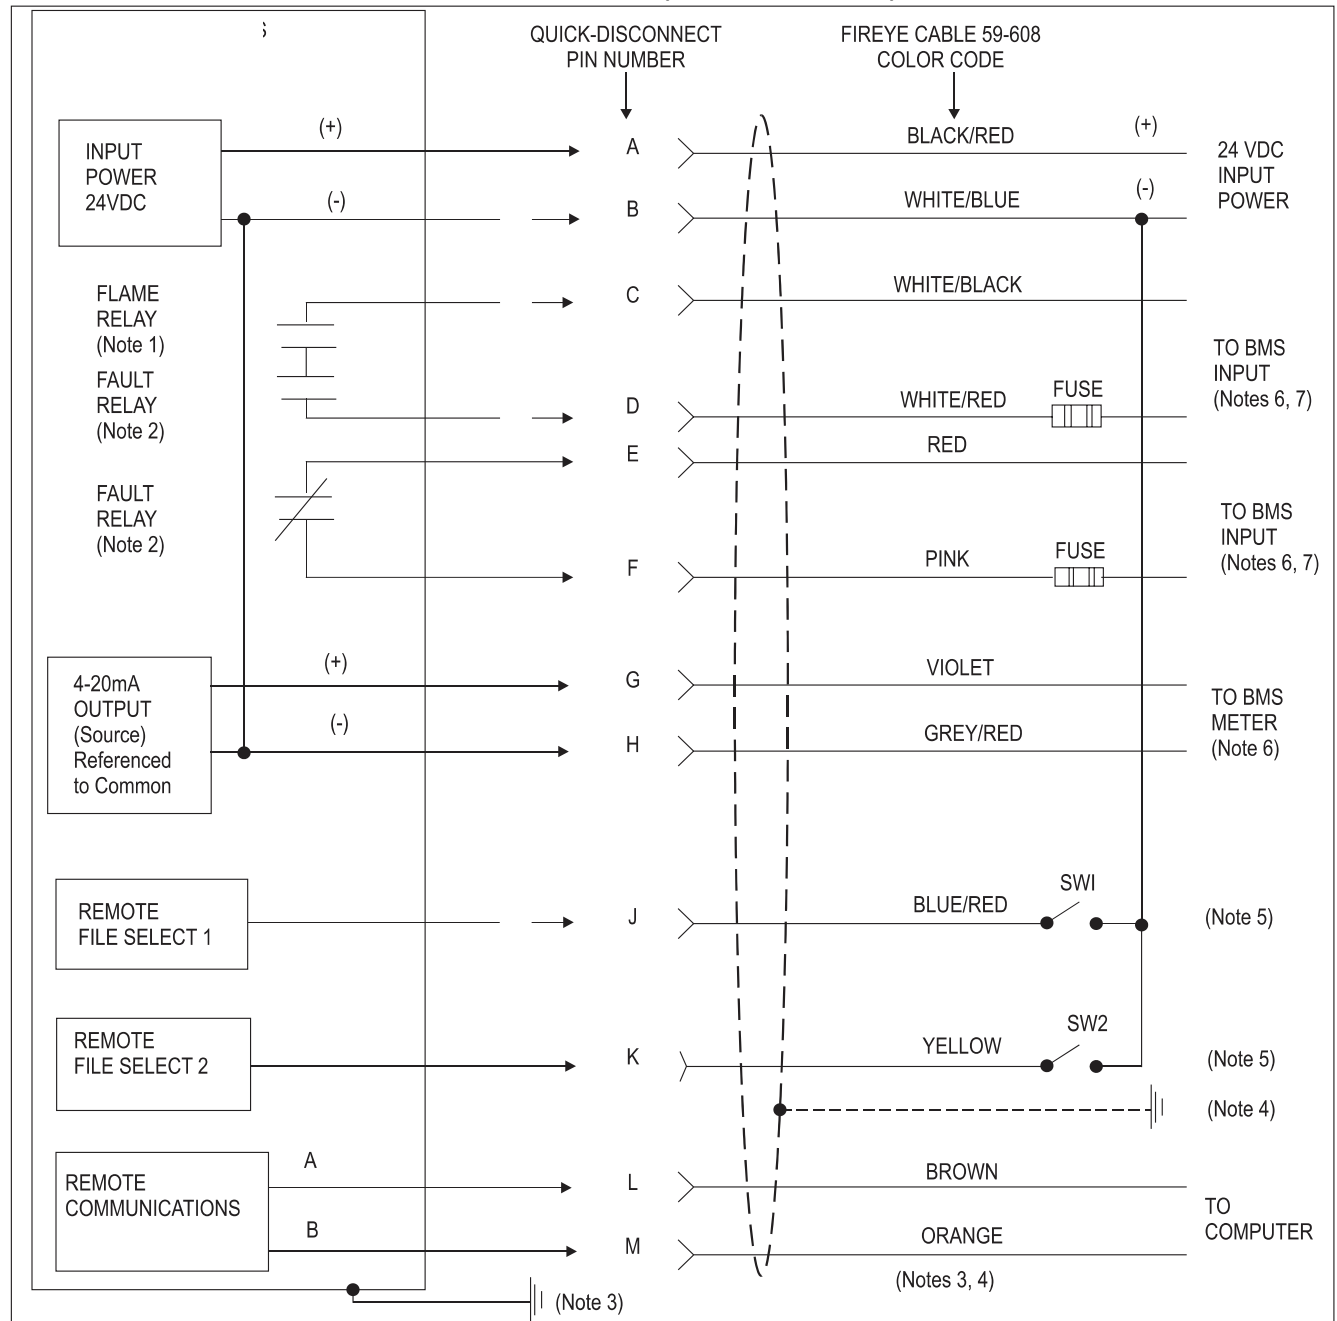 QUICK-DISCONNECT
PIN NUMBER
FIREYE CABLE 59-608
COLOR CODE
INPUT
POWER
24VDC
(+)
A
BLACK/RED
(+)
24 VDC
INPUT
POWER
(-)
B
WHITE/BLUE
(-)
FLAME
RELAY
(Note 1)
C
WHITE/BLACK
FAULT
RELAY
(Note 2)
D
WHITE/RED
FUSE
TO BMS
INPUT
(Notes 6, 7)
E
RED
FAULT
RELAY
(Note 2)
F
PINK
FUSE
TO BMS
INPUT
(Notes 6, 7)
4-20mA
OUTPUT
(Source)
Referenced
to Common
(+)
G
VIOLET
(-)
H
GREY/RED
TO BMS
METER
(Note 6)
REMOTE
FILE SELECT 1
J
BLUE/RED
SW1
(Note 5)
REMOTE
FILE SELECT 2
K
YELLOW
SW2
(Note 5)
(Note 4)
REMOTE
COMMUNICATIONS
A
L
BROWN
B
M
ORANGE
TO
COMPUTER
(Notes 3, 4)
(Note 3)